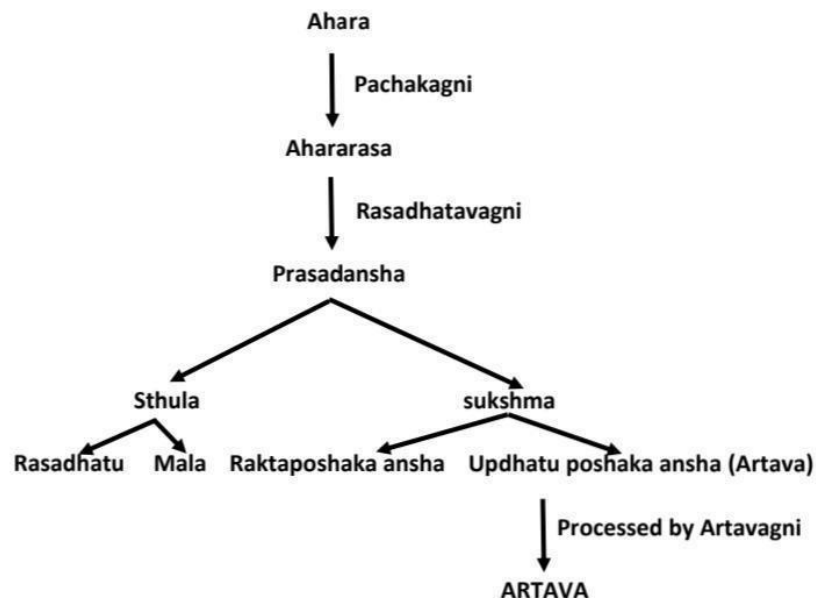 Ahara
Pachakagni
Ahararasa
Rasadhatavagni
Prasadansha
Sthula sukshma
Rasadhatu Mala Raktaposhaka ansha Updhatu poshaka ansha (Artava)
Processed by Artavagni
ARTAVA